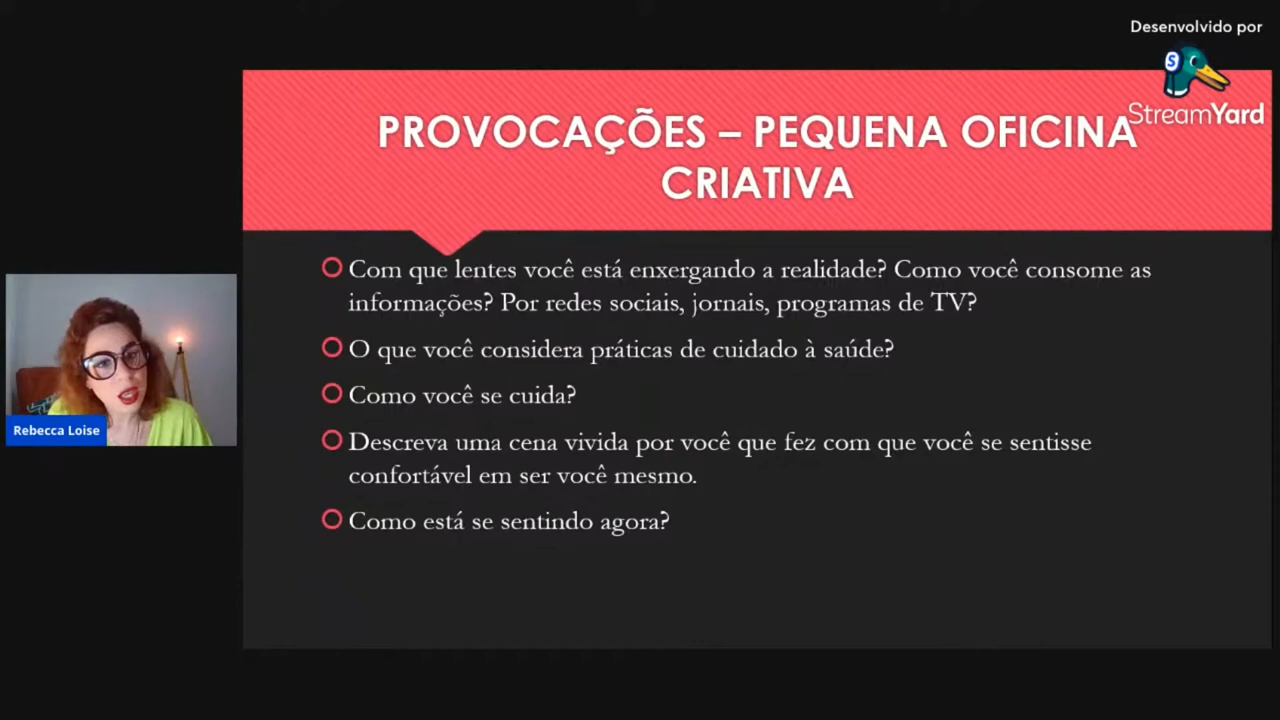 Desenvolvido por
StreamYard
PROVOCAÇÕES – PEQUENA OFICINA
CRIATIVA
Com que lentes você está enxergando a realidade? Como você consome as
informações? Por redes sociais, jornais, programas de TV?
O que você considera práticas de cuidado à saúde?
Como você se cuida?
Descreva uma cena vivida por você que fez com que você se sentisse
confortável em ser você mesmo.
Como está se sentindo agora?
Rebecca Loise